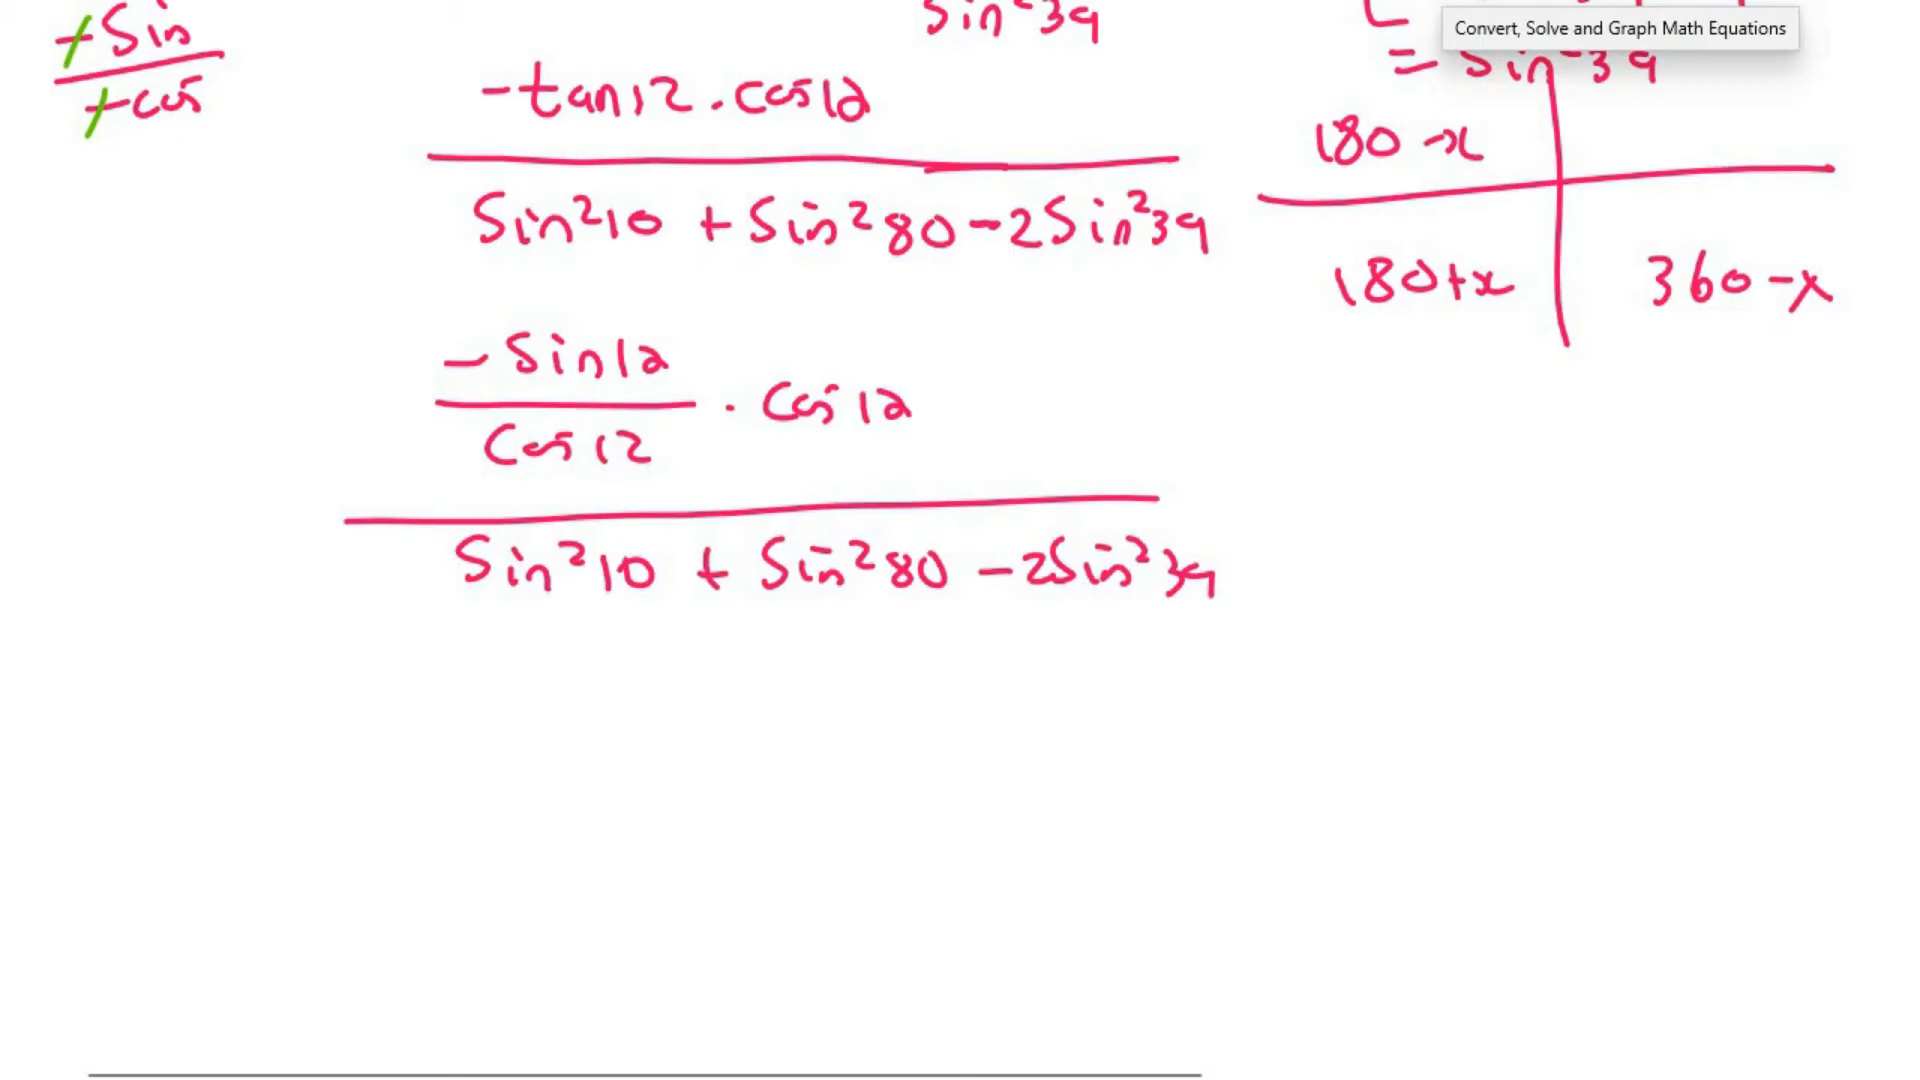 +Sin
+cos
Sin²39
Convert, Solve and Graph Math Equations
= Sin²39
-tan12 . cos12
Sin²10 + Sin²80 - 2Sin²39
180 - x
180 + x
360 - x
- Sin12
Cos12
. Cos12
Sin²10 + Sin²80 - 2Sin²39